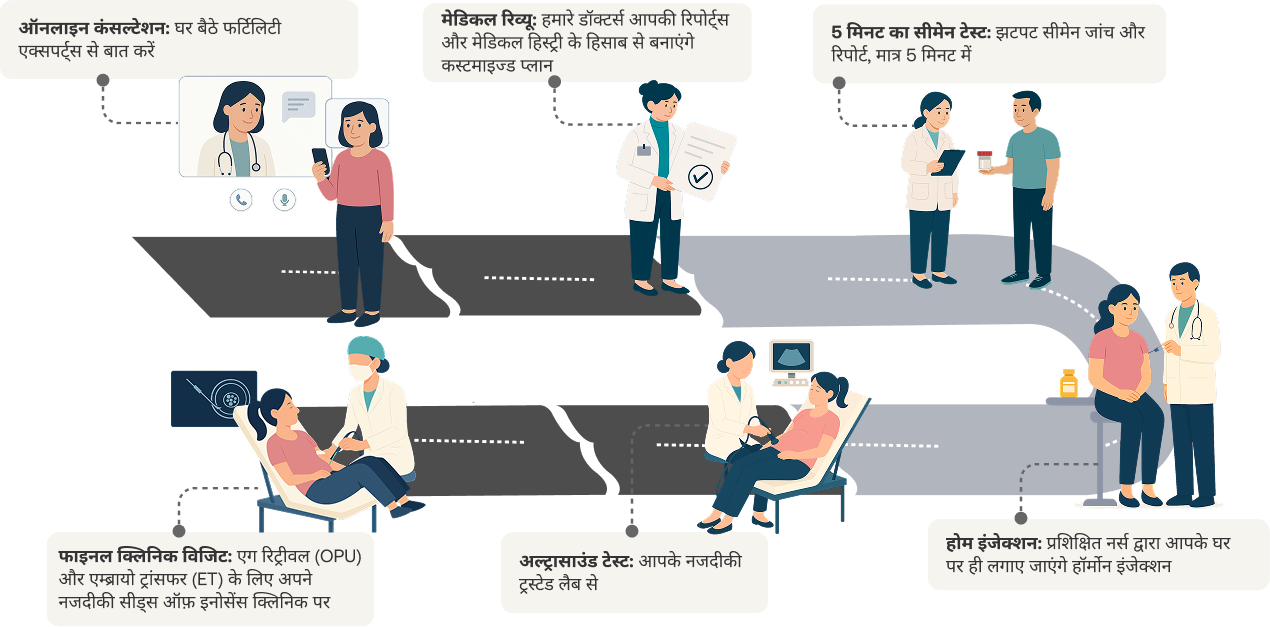 ऑनलाइन कंसल्टेशन: घर बैठे फर्टिलिटी
एक्सपर्ट्स से बात करें
मेडिकल रिव्यू: हमारे डॉक्टर्स आपकी रिपोर्ट्स
और मेडिकल हिस्ट्री के हिसाब से बनाएंगे
कस्टमाइज्ड प्लान
5 मिनट का सीमेन टेस्ट: झटपट सीमेन जांच और
रिपोर्ट, मात्र 5 मिनट में
होम इंजेक्शन: प्रशिक्षित नर्स द्वारा आपके घर
पर ही लगाए जाएंगे हॉर्मोन इंजेक्शन
अल्ट्रासाउंड टेस्ट: आपके नजदीकी
ट्रस्टेड लैब से
फाइनल क्लिनिक विजिट: एग रिट्रीवल (OPU)
और एम्ब्रायो ट्रांसफर (ET) के लिए अपने
नजदीकी सीड्स ऑफ़ इनोसेंस क्लिनिक पर